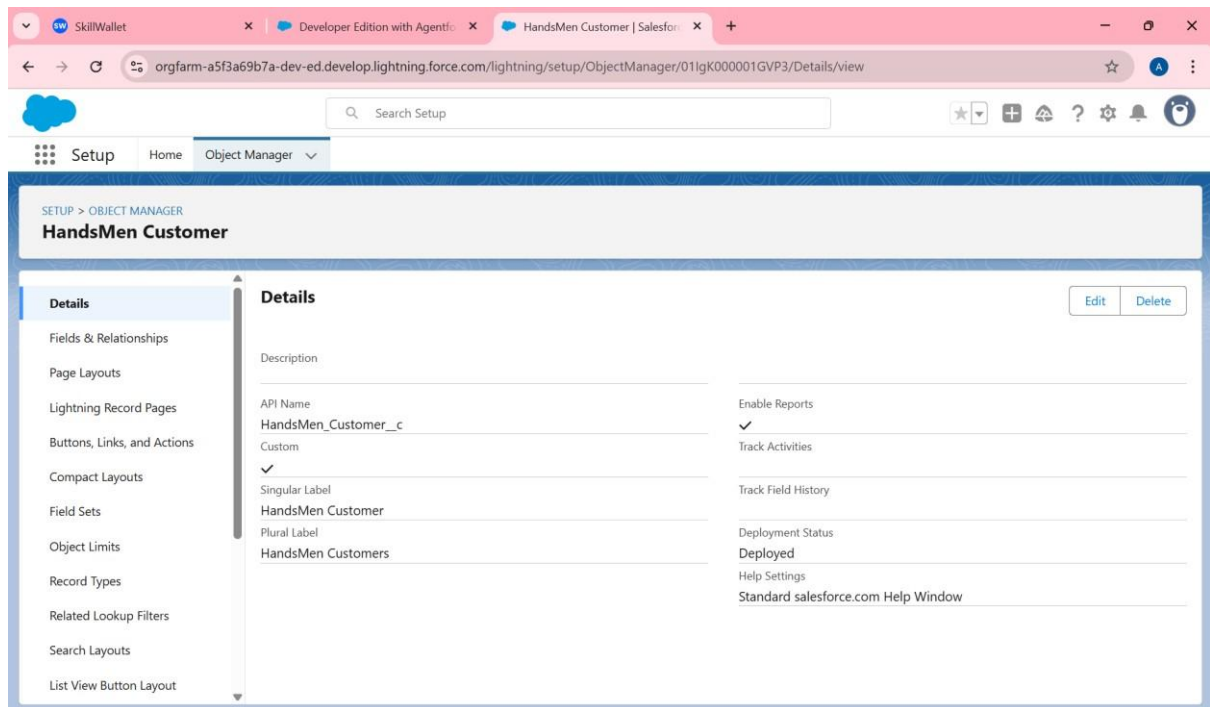 SW SkillWallet
Developer Edition with Agentfo
HandsMen Customer | Salesforc
orgfarm-a5f3a69b7a-dev-ed.develop.lightning.force.com/lightning/setup/ObjectManager/01IgK000001GVP3/Details/view
A
Search Setup
Setup
Home
Object Manager
SETUP > OBJECT MANAGER
HandsMen Customer
Details
Fields & Relationships
Page Layouts
Lightning Record Pages
Buttons, Links, and Actions
Compact Layouts
Field Sets
Object Limits
Record Types
Related Lookup Filters
Search Layouts
List View Button Layout
Details
Edit
Delete
Description
API Name
HandsMen_Customer__c
Custom
Singular Label
HandsMen Customer
Plural Label
HandsMen Customers
Enable Reports
Track Activities
Track Field History
Deployment Status
Deployed
Help Settings
Standard salesforce.com Help Window